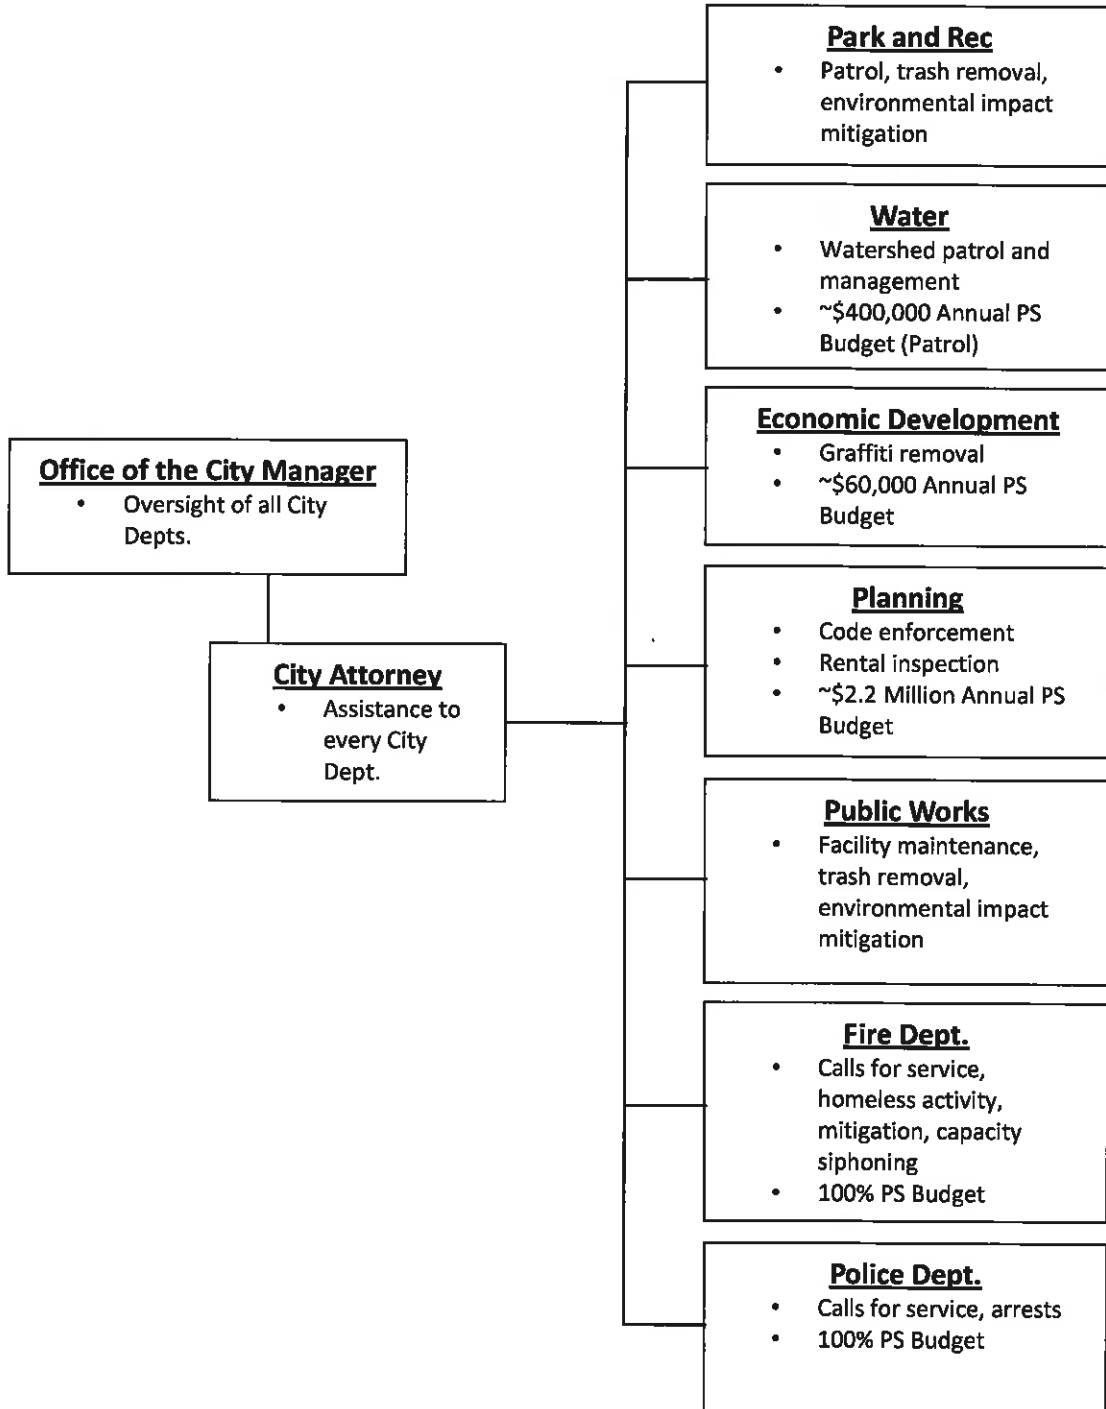 Park and Rec
• Patrol, trash removal,
environmental impact
mitigation
Water
• Watershed patrol and
management
• ~$400,000 Annual PS
Budget (Patrol)
Economic Development
• Graffiti removal
• ~$60,000 Annual PS
Budget
Office of the City Manager
• Oversight of all City
Depts.
Planning
• Code enforcement
• Rental inspection
• ~$2.2 Million Annual PS
Budget
City Attorney
• Assistance to
every City
Dept.
Public Works
• Facility maintenance,
trash removal,
environmental impact
mitigation
Fire Dept.
• Calls for service,
homeless activity,
mitigation, capacity
siphoning
• 100% PS Budget
Police Dept.
• Calls for service, arrests
• 100% PS Budget